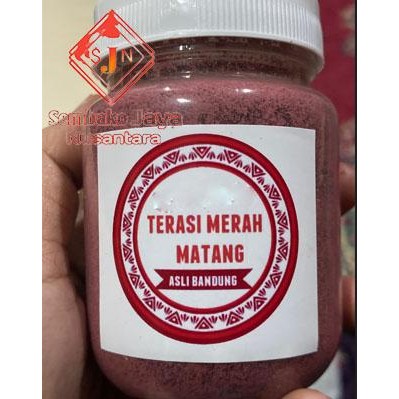 SJN
Sembako Jaya
Nusantara
TERASI MERAH
MATANG
ASLI BANDUNG